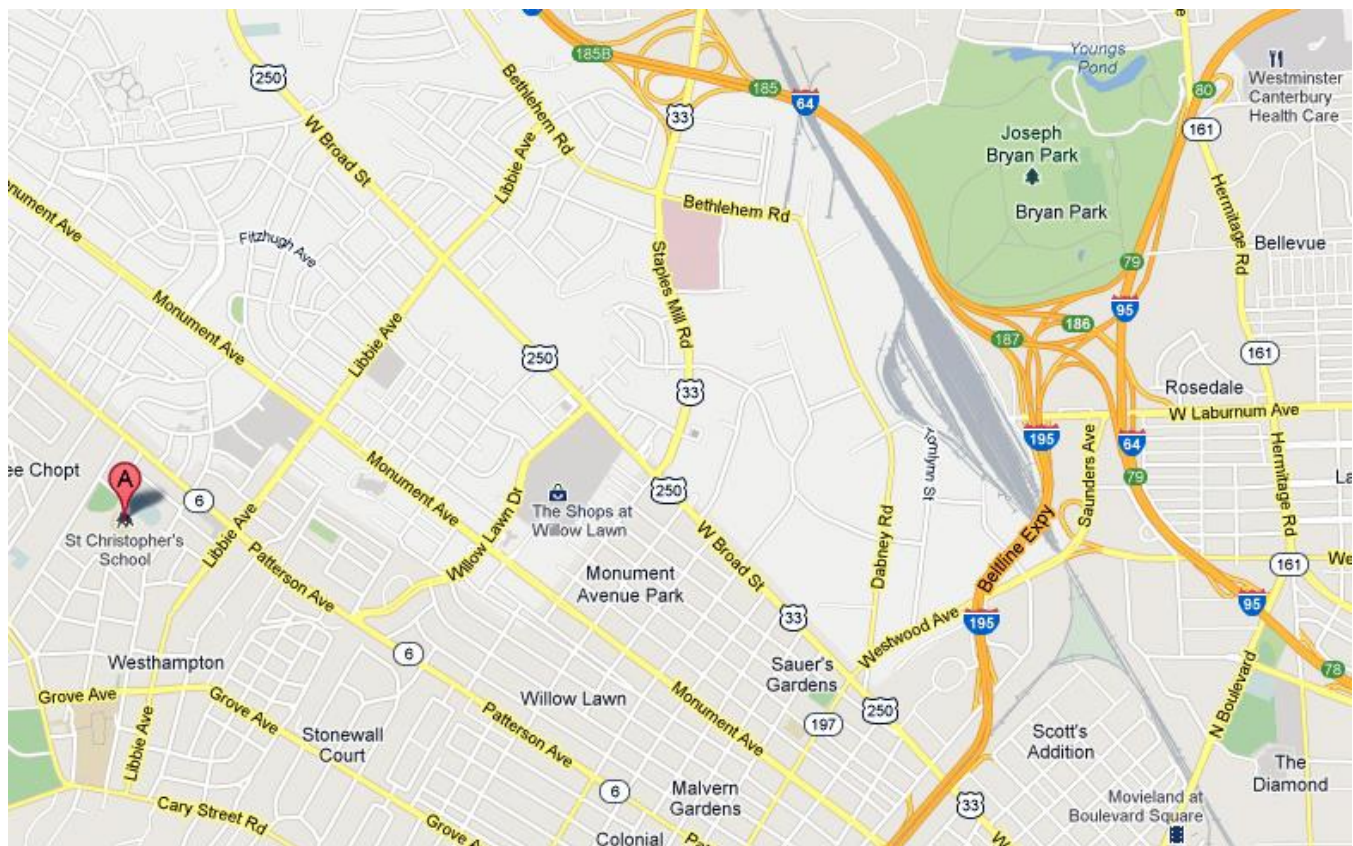 185B
Youngs
Pond
250
Bethlehem Rd
185
64
80
Westminster
Canterbury
Health Care
33
161
W Broad St
Libbie Ave
Joseph
Bryan Park
Bryan Park
Hermitage Rd
Bethlehem Rd
Monument Ave
Fitzhugh Ave
Bellevue
79
Staples Mill Rd
Monument Ave
Libbie Ave
95
186
187
250
161
33
Rosedale
W Laburnum Ave
195
64
Hermitage Rd
ee Chopt
A
Monument Ave
79
Saunders Ave
6
250
The Shops at
Willow Lawn
St Christopher's
School
Libbie Ave
Willow Lawn Dr
W Broad St
Dabney Rd
Beltline Expy
Patterson Ave
Monument
Avenue Park
161
We
95
33
195
Westwood Ave
6
Westhampton
Sauer's
Gardens
78
Grove Ave
Willow Lawn
Monument Ave
250
197
N Boulevard
Grove Ave
Stonewall
Court
Patterson Ave
Scott's
Addition
Libbie Ave
The
Diamond
Malvern
Gardens
6
33
Movieland at
Boulevard Square
Cary Street Rd
Grove A
Colonial
W